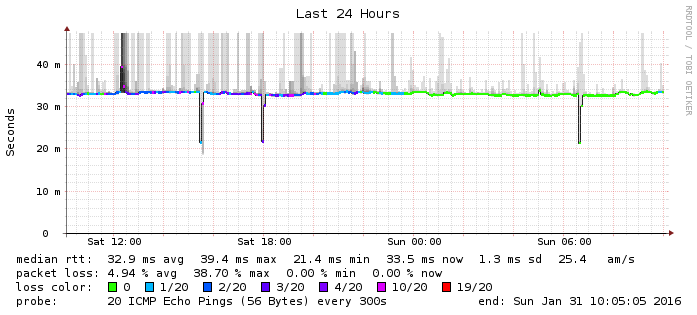 Last 24 Hours
RRDTOOL / TOBI OETIKER
Seconds
40 m
30 m
20 m
10 m
0
Sat 12:00 Sat 18:00 Sun 00:00 Sun 06:00
median rtt: 32.9 ms avg 39.4 ms max 21.4 ms min 33.5 ms now 1.3 ms sd 25.4 am/s
packet loss: 4.94 % avg 38.70 % max 0.00 % min 0.00 % now
loss color: 0 1/20 2/20 3/20 4/20 10/20 19/20
probe: 20 ICMP Echo Pings (56 Bytes) every 300s end: Sun Jan 31 10:05:05 2016